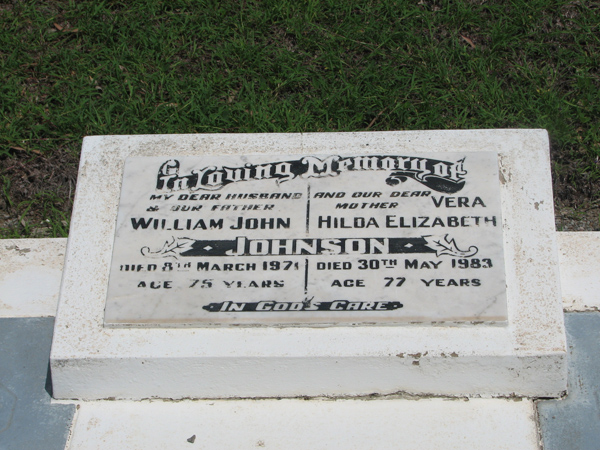 In Loving Memory of
MY DEAR HUSBAND AND OUR DEAR
& OUR FATHER MOTHER VERA
WILLIAM JOHN HILDA ELIZABETH
JOHNSON
DIED 8TH MARCH 1971 DIED 30TH MAY 1983
AGE 75 YEARS AGE 77 YEARS
IN GOD'S CARE